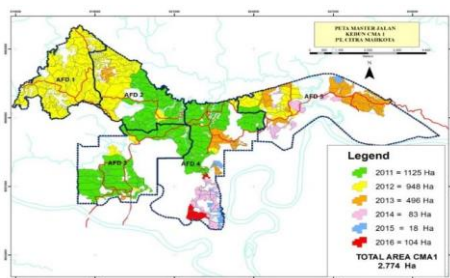 PETA MASTER JALAN
KEBUN CMA 1
PT. CITRA MAHKOTA
AFD.1
AFD.2
AFD.3
AFD.4
Legend
2011 = 1125 Ha
2012 = 948 Ha
2013 = 496 Ha
2014 = 83 Ha
2015 = 18 Ha
2016 = 104 Ha
TOTAL AREA CMA1
2.774 Ha